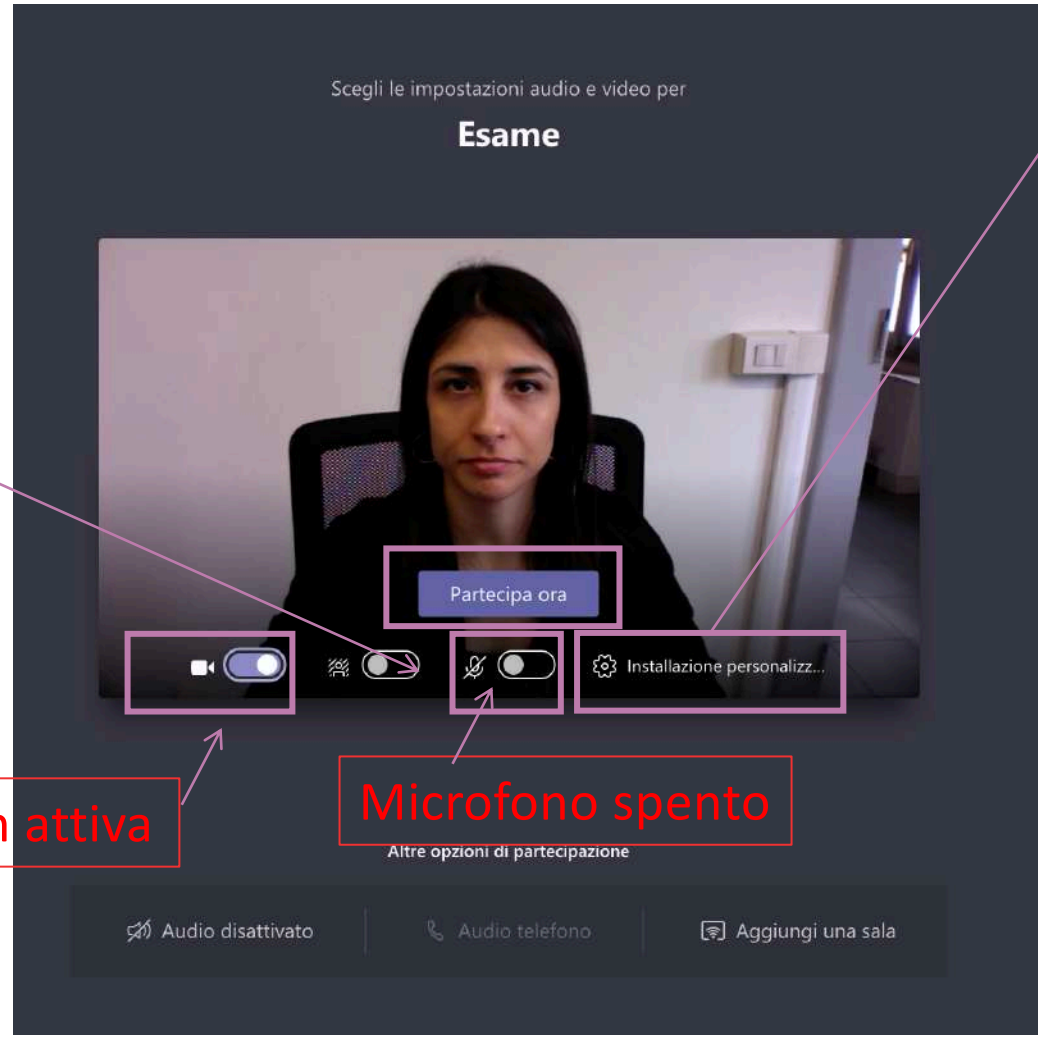 Scegli le impostazioni audio e video per
Esame
Partecipa ora
Installazione personalizz...
attiva
Microfono spento
Altre opzioni di partecipazione
Audio disattivato
Audio telefono
Aggiungi una sala